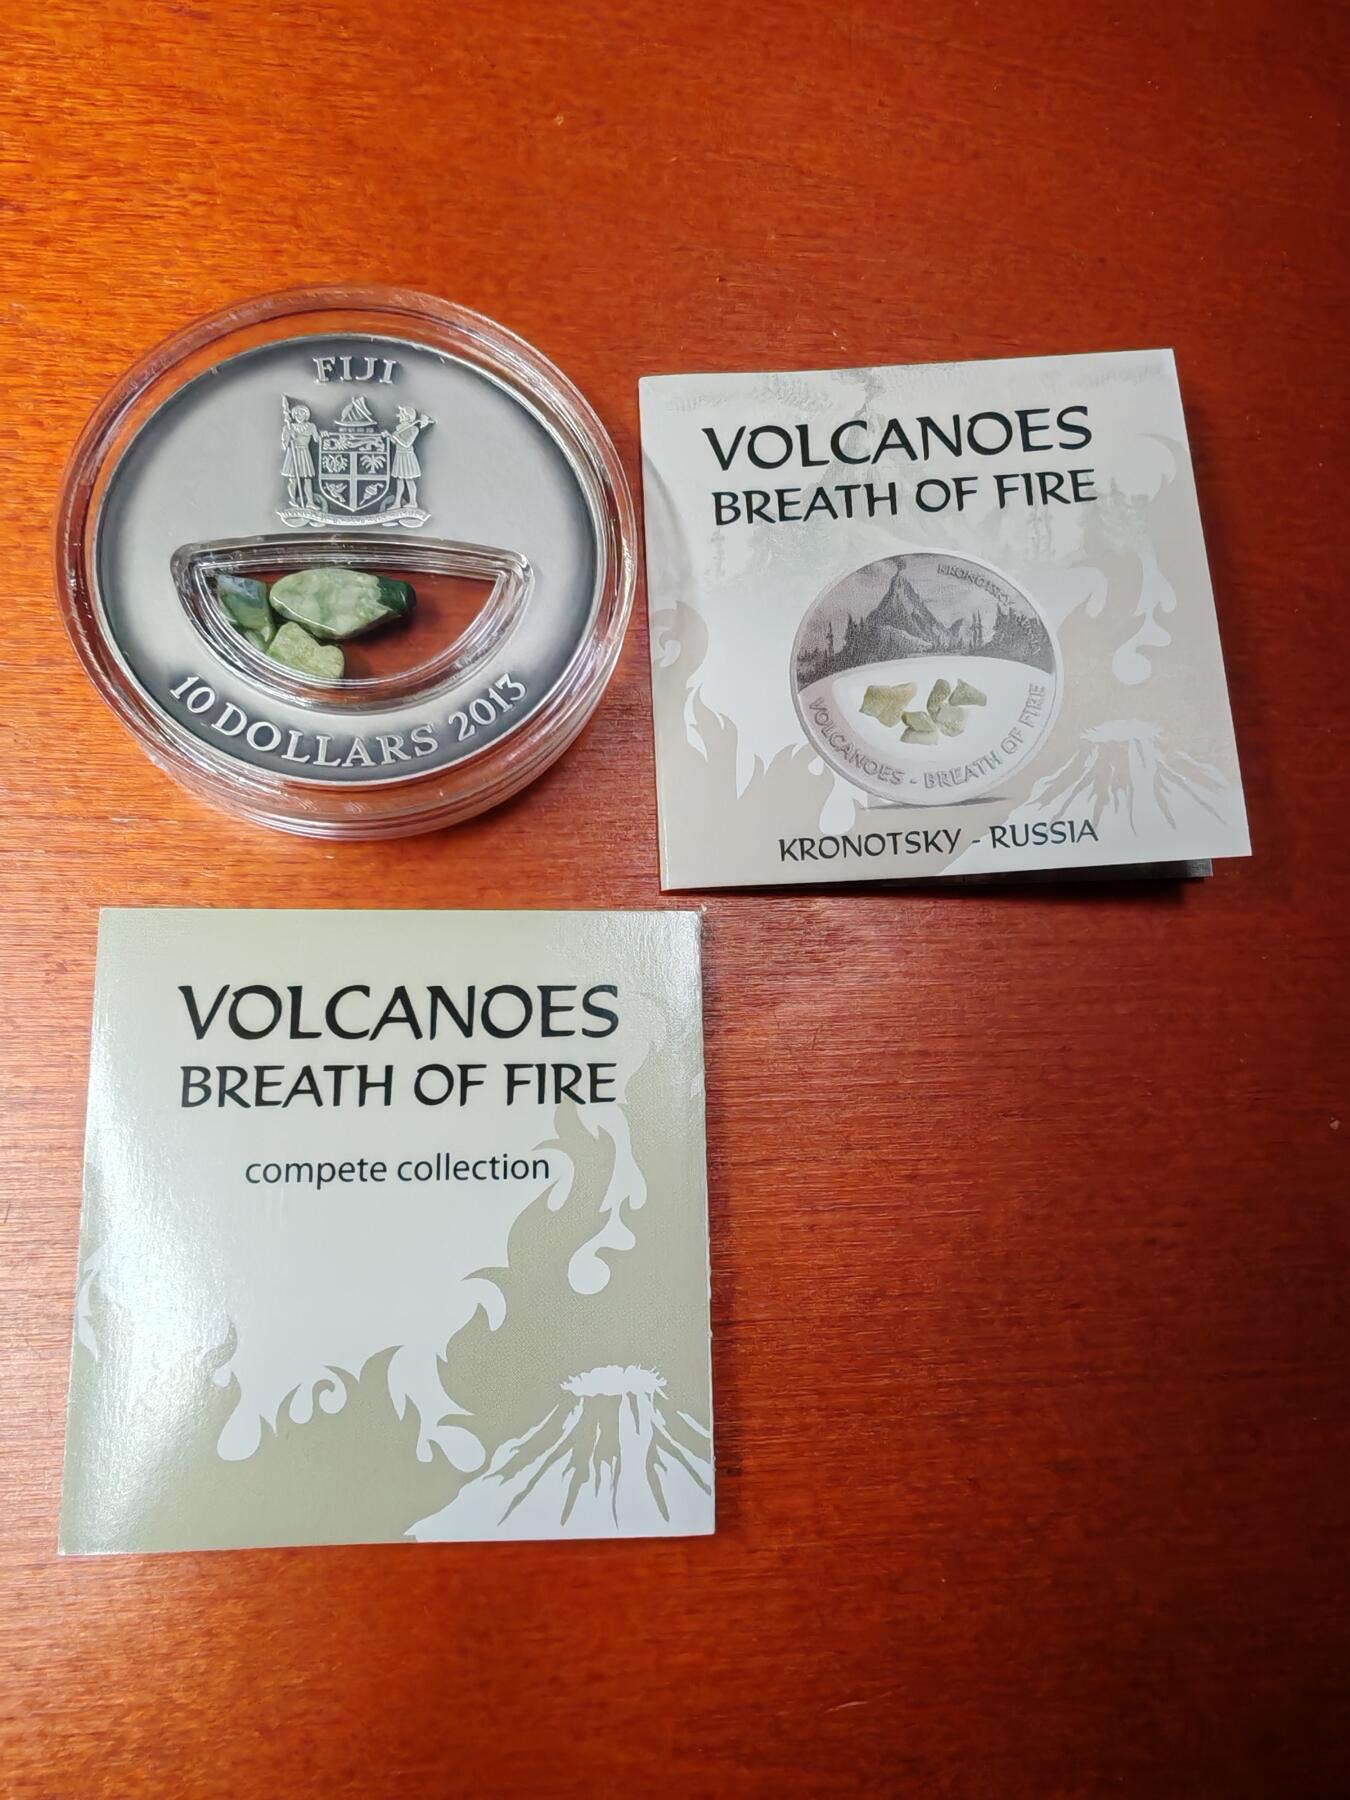 FIJI
10 DOLLARS 2013
VOLCANOES
BREATH OF FIRE
KRONOTSKY
VOLCANOES - BREATH OF FIRE
KRONOTSKY - RUSSIA
VOLCANOES
BREATH OF FIRE
compete collection